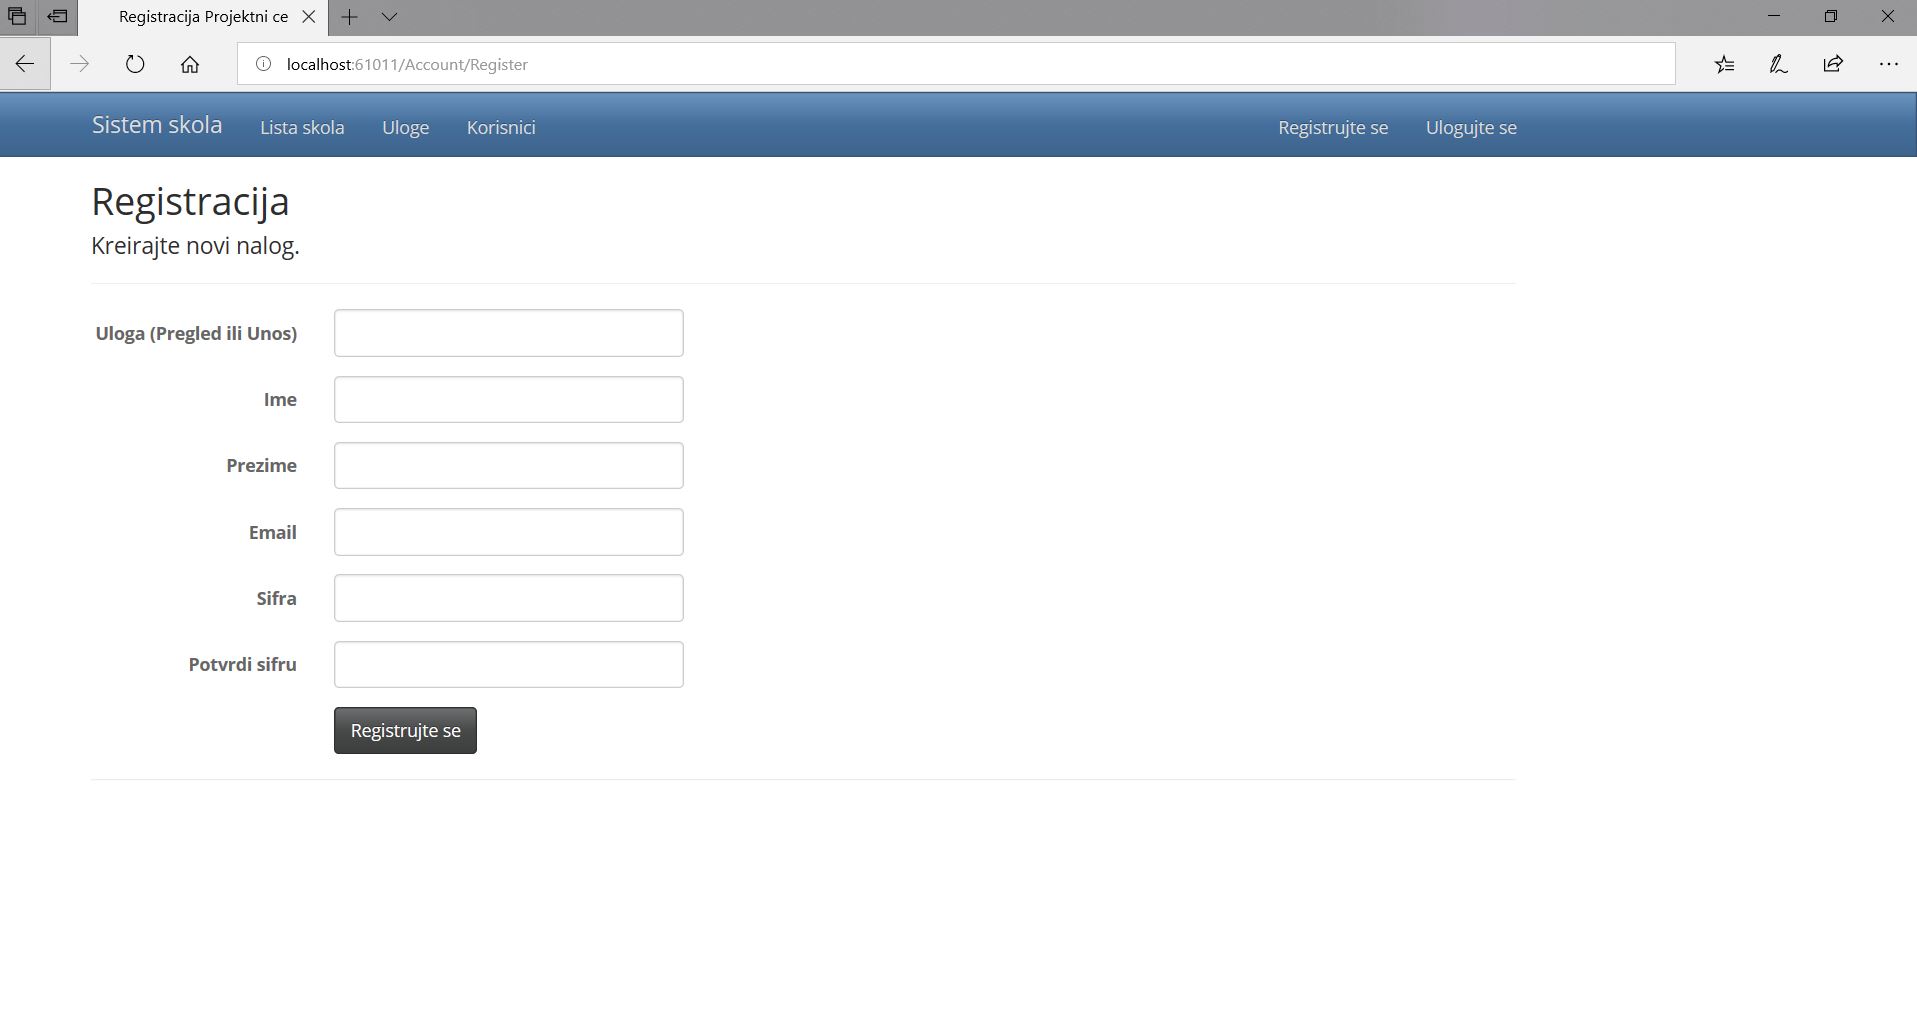 Registracija Projektni ce
localhost:61011/Account/Register
Sistem skola Lista skola Uloge Korisnici Registrujte se Ulogujte se
Registracija
Kreirajte novi nalog.
Uloga (Pregled ili Unos)
Ime
Prezime
Email
Sifra
Potvrdi sifru
Registrujte se